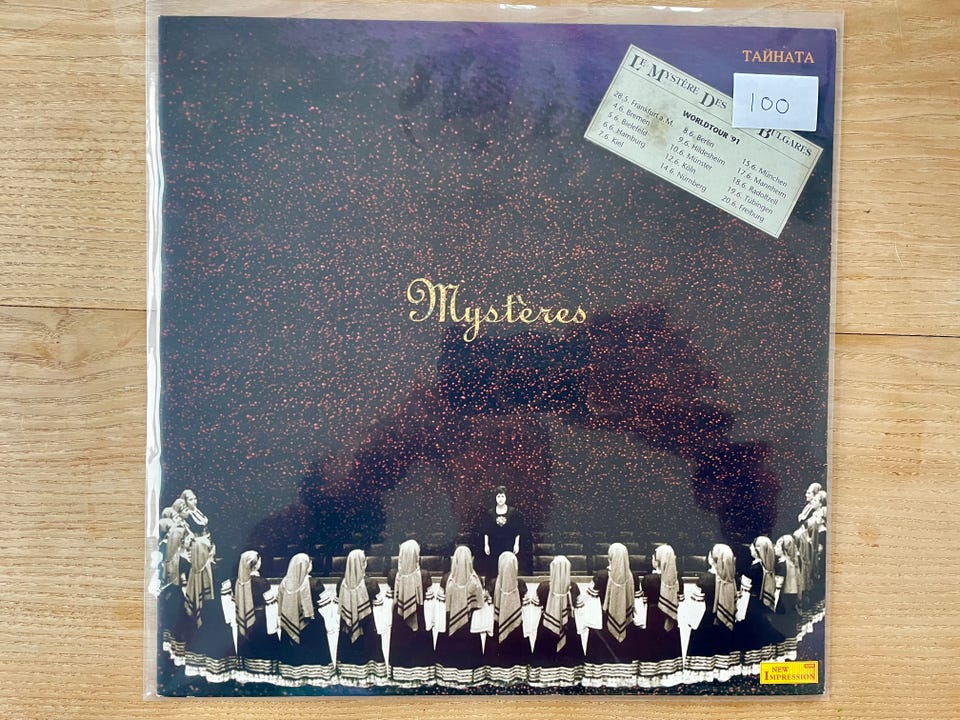 ТАЙНАТА
100
LE MYSTÈRE DES
BULGARES
WORLDTOUR '91
28.5. Frankfurt a. M.
4.6. Bremen
5.6. Bielefeld
6.6. Hamburg
7.6. Kiel
8.6. Berlin
9.6. Hildesheim
10.6. Münster
12.6. Köln
14.6. Nürnberg
15.6. München
17.6. Mannheim
18.6. Radolfzell
19.6. Tübingen
20.6. Freiburg
Mystères
NEW
IMPRESSION